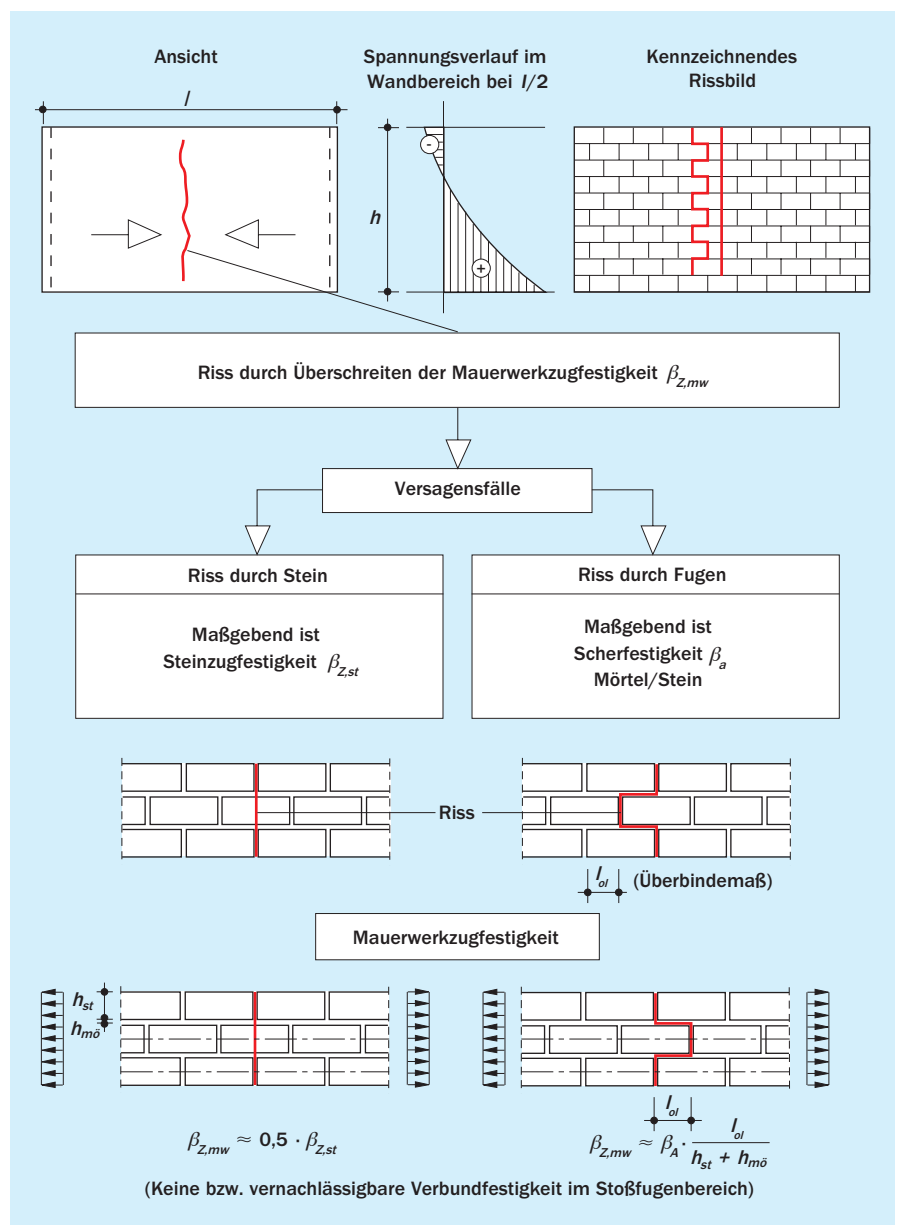 Ansicht
Spannungsverlauf im
Wandbereich bei l/2
Kennzeichnendes
Rissbild
l
h
-
+
Riss durch Überschreiten der Mauerwerkzugfestigkeit β_Z,mw
Versagensfälle
Riss durch Stein
Maßgebend ist
Steinzugfestigkeit β_Z,st
Riss durch Fugen
Maßgebend ist
Scherfestigkeit β_a
Mörtel/Stein
Riss
l_ol (Überbindemaß)
Mauerwerkzugfestigkeit
h_st
h_mö
l_ol
β_Z,mw ≈ 0,5 · β_Z,st
β_Z,mw ≈ β_A · l_ol / (h_st + h_mö)
(Keine bzw. vernachlässigbare Verbundfestigkeit im Stoßfugenbereich)